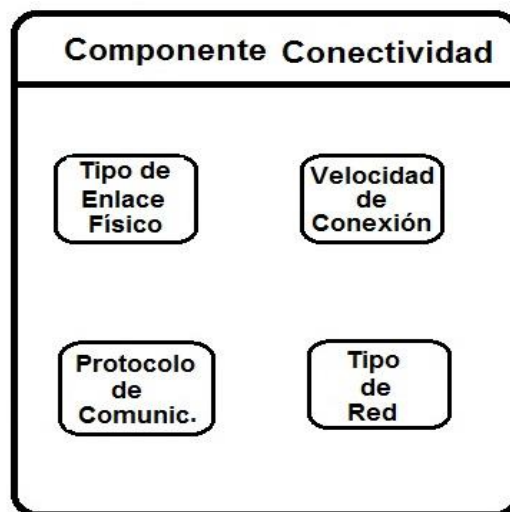 Componente Conectividad
Tipo de
Enlace
Físico
Velocidad
de
Conexión
Protocolo
de
Comunic.
Tipo
de
Red